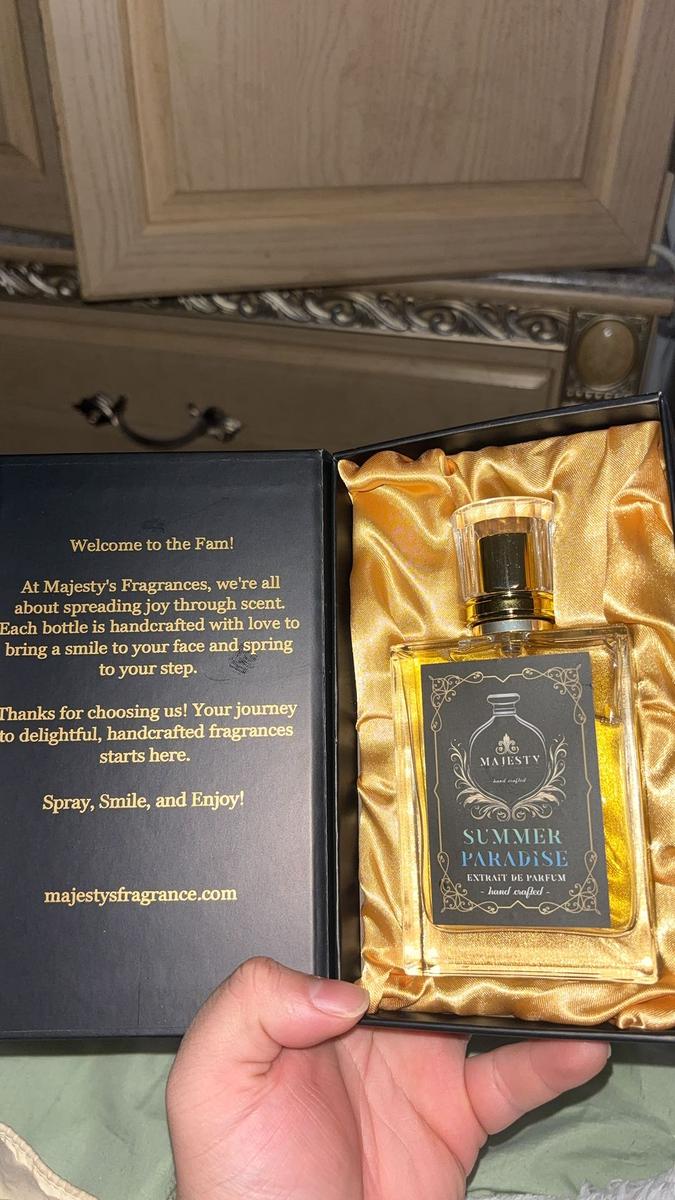 Welcome to the Fam!
At Majesty's Fragrances, we're all
about spreading joy through scent.
Each bottle is handcrafted with love to
bring a smile to your face and spring
to your step.
Thanks for choosing us! Your journey
to delightful, handcrafted fragrances
starts here.
Spray, Smile, and Enjoy!
majestysfragrance.com
MAJESTY
hand crafted
SUMMER
PARADISE
EXTRAIT DE PARFUM
- hand crafted -